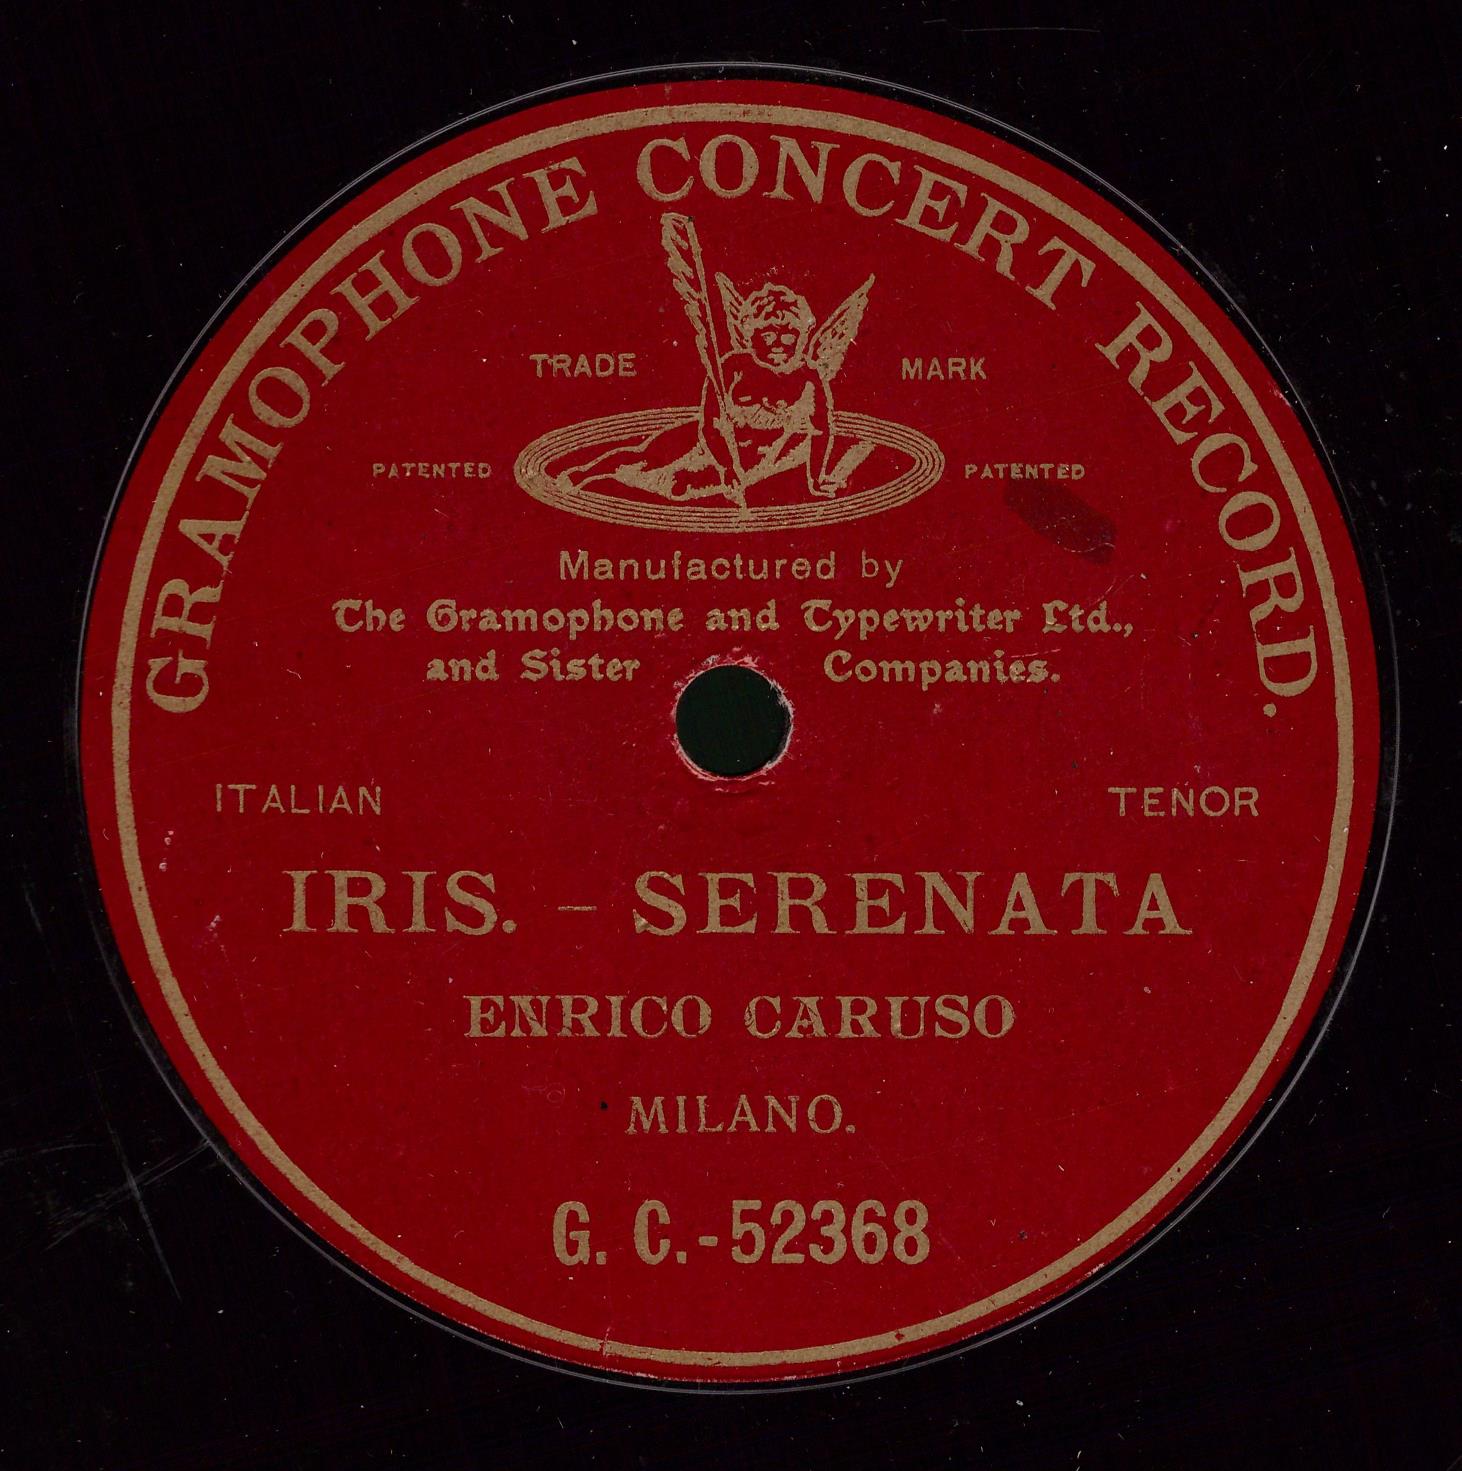 GRAMOPHONE CONCERT RECORD.
TRADE MARK
PATENTED PATENTED
Manufactured by
The Gramophone and Typewriter Ltd.,
and Sister Companies.
ITALIAN TENOR
IRIS. - SERENATA
ENRICO CARUSO
MILANO.
G. C.-52368